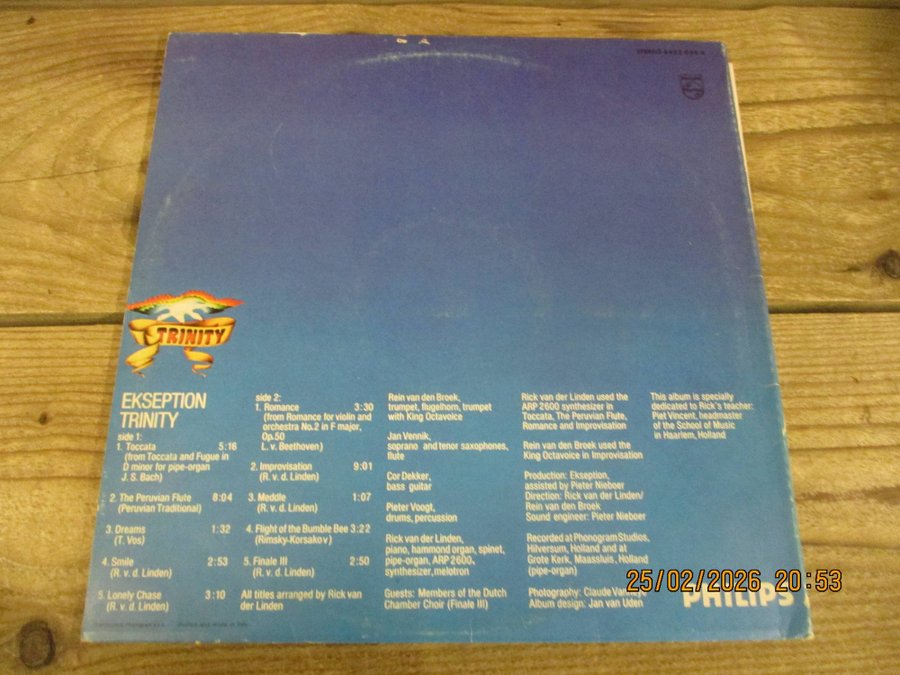 TRINITY
EKSEPTION
TRINITY
side 1:
1. Toccata 5:16
(from Toccata and Fugue in
D minor for pipe-organ
J. S. Bach)
2. The Peruvian Flute 8:04
(Peruvian Traditional)
3. Dreams 1:32
(T. Vos)
4. Smile 2:53
(R. v. d. Linden)
5. Lonely Chase 3:10
(R. v. d. Linden)
side 2:
1. Romance 3:30
(from Romance for violin and
orchestra No. 2 in F major,
Op. 50
L. v. Beethoven)
2. Improvisation 9:01
(R. v. d. Linden)
3. Meddle 1:07
(R. v. d. Linden)
4. Flight of the Bumble Bee 3:22
(Rimsky-Korsakov)
5. Finale III 2:50
(R. v. d. Linden)
All titles arranged by Rick van
der Linden
Rein van den Broek,
trumpet, flugelhorn, trumpet
with King Octavoice
Jan Vennik,
soprano and tenor saxophones,
flute
Cor Dekker,
bass guitar
Pieter Voogt,
drums, percussion
Rick van der Linden,
piano, hammond organ, spinet,
pipe-organ, ARP 2600,
synthesizer, melotron
Guests: Members of the Dutch
Chamber Choir (Finale III)
Rick van der Linden used the
ARP 2600 synthesizer in
Toccata, The Peruvian Flute,
Romance and Improvisation
Rein van den Broek used the
King Octavoice in Improvisation
Production: Ekseption,
assisted by Pieter Nieboer
Direction: Rick van der Linden/
Rein van den Broek
Sound engineer: Pieter Nieboer
Recorded at Phonogram Studios,
Hilversum, Holland and at
Grote Kerk, Maassluis, Holland
(pipe-organ)
Photography: Claude
Album design: Jan van Uden
This album is specially
dedicated to Rick's teacher:
Piet Vincent, headmaster
of the School of Music
in Haarlem, Holland
PHILIPS
25/02/2026 20:53